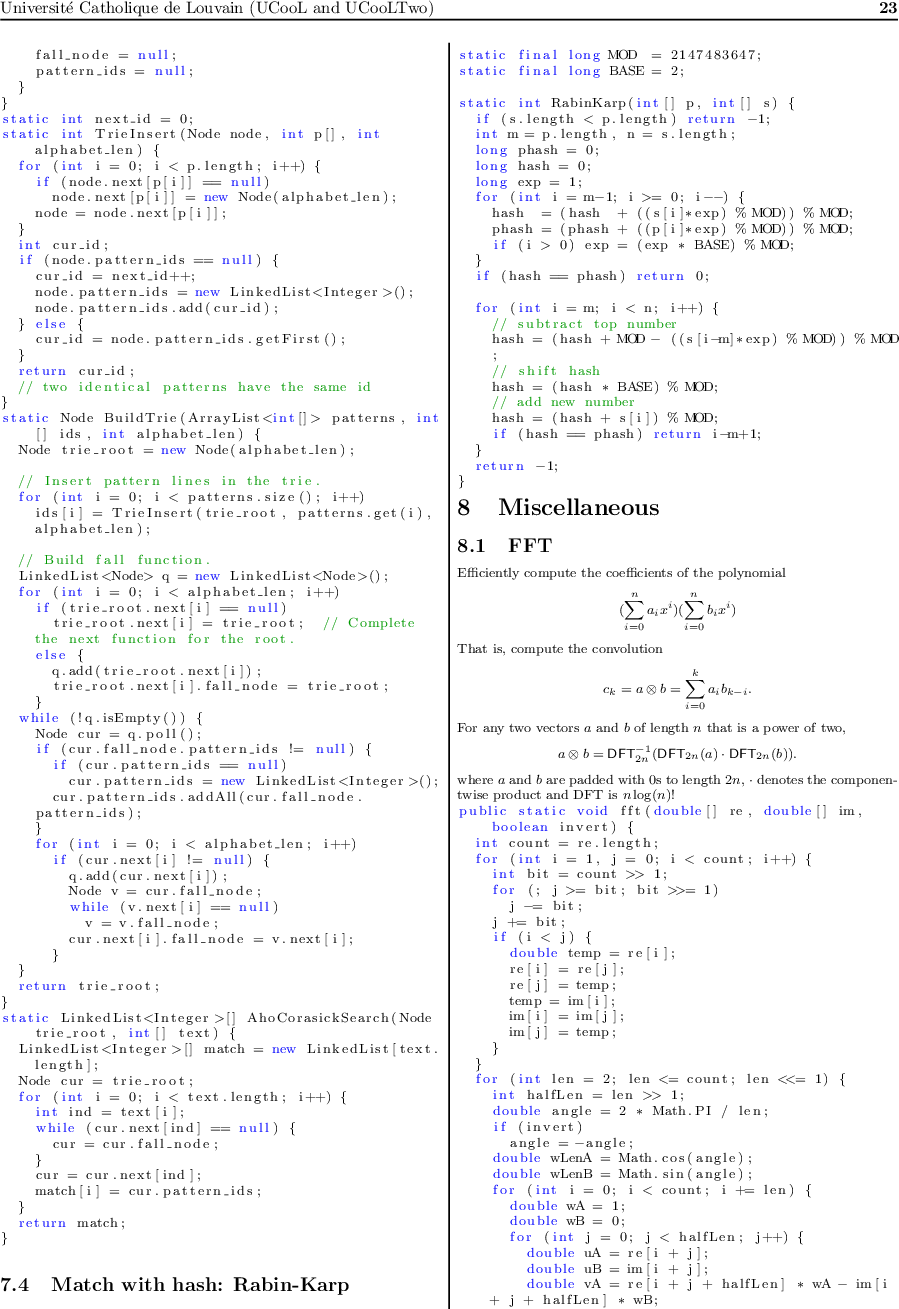 Université Catholique de Louvain (UCooL and UCooLTwo) 23
fall_node = null;
pattern_ids = null;
}
}
static int next_id = 0;
static int TrieInsert(Node node, int p[], int
alphabet_len) {
for (int i = 0; i < p.length; i++) {
if (node.next[p[i]] == null)
node.next[p[i]] = new Node(alphabet_len);
node = node.next[p[i]];
}
int cur_id;
if (node.pattern_ids == null) {
cur_id = next_id++;
node.pattern_ids = new LinkedList<Integer>();
node.pattern_ids.add(cur_id);
} else {
cur_id = node.pattern_ids.getFirst();
}
return cur_id;
// two identical patterns have the same id
}
static Node BuildTrie(ArrayList<int[]> patterns, int
[] ids, int alphabet_len) {
Node trie_root = new Node(alphabet_len);

// Insert pattern lines in the trie.
for (int i = 0; i < patterns.size(); i++)
ids[i] = TrieInsert(trie_root, patterns.get(i),
alphabet_len);

// Build fall function.
LinkedList<Node> q = new LinkedList<Node>();
for (int i = 0; i < alphabet_len; i++)
if (trie_root.next[i] == null)
trie_root.next[i] = trie_root; // Complete
the next function for the root.
else {
q.add(trie_root.next[i]);
trie_root.next[i].fall_node = trie_root;
}
while (!q.isEmpty()) {
Node cur = q.poll();
if (cur.fall_node.pattern_ids != null) {
if (cur.pattern_ids == null)
cur.pattern_ids = new LinkedList<Integer>();
cur.pattern_ids.addAll(cur.fall_node.
pattern_ids);
}
for (int i = 0; i < alphabet_len; i++)
if (cur.next[i] != null) {
q.add(cur.next[i]);
Node v = cur.fall_node;
while (v.next[i] == null)
v = v.fall_node;
cur.next[i].fall_node = v.next[i];
}
}
return trie_root;
}
static LinkedList<Integer>[] AhoCorasickSearch(Node
trie_root, int[] text) {
LinkedList<Integer>[] match = new LinkedList[text.
length];
Node cur = trie_root;
for (int i = 0; i < text.length; i++) {
int ind = text[i];
while (cur.next[ind] == null) {
cur = cur.fall_node;
}
cur = cur.next[ind];
match[i] = cur.pattern_ids;
}
return match;
}
7.4 Match with hash: Rabin-Karp
static final long MOD = 2147483647;
static final long BASE = 2;

static int RabinKarp(int[] p, int[] s) {
if (s.length < p.length) return -1;
int m = p.length, n = s.length;
long phash = 0;
long hash = 0;
long exp = 1;
for (int i = m-1; i >= 0; i--) {
hash = (hash + ((s[i]*exp) % MOD)) % MOD;
phash = (phash + ((p[i]*exp) % MOD)) % MOD;
if (i > 0) exp = (exp * BASE) % MOD;
}
if (hash == phash) return 0;

for (int i = m; i < n; i++) {
// subtract top number
hash = (hash + MOD - ((s[i-m]*exp) % MOD)) % MOD
;
// shift hash
hash = (hash * BASE) % MOD;
// add new number
hash = (hash + s[i]) % MOD;
if (hash == phash) return i-m+1;
}
return -1;
}
8 Miscellaneous
8.1 FFT
Efficiently compute the coefficients of the polynomial
(∑_{i=0}^{n} a_i x^i)(∑_{i=0}^{n} b_i x^i)
That is, compute the convolution
c_k = a ⊗ b = ∑_{i=0}^{k} a_i b_{k−i}.
For any two vectors a and b of length n that is a power of two,
a ⊗ b = DFT_{2n}^{−1}(DFT_{2n}(a) · DFT_{2n}(b)).
where a and b are padded with 0s to length 2n, · denotes the componen-
twise product and DFT is n log(n)!
public static void fft(double[] re, double[] im,
boolean invert) {
int count = re.length;
for (int i = 1, j = 0; i < count; i++) {
int bit = count >> 1;
for (; j >= bit; bit >>= 1)
j -= bit;
j += bit;
if (i < j) {
double temp = re[i];
re[i] = re[j];
re[j] = temp;
temp = im[i];
im[i] = im[j];
im[j] = temp;
}
}
for (int len = 2; len <= count; len <<= 1) {
int halfLen = len >> 1;
double angle = 2 * Math.PI / len;
if (invert)
angle = -angle;
double wLenA = Math.cos(angle);
double wLenB = Math.sin(angle);
for (int i = 0; i < count; i += len) {
double wA = 1;
double wB = 0;
for (int j = 0; j < halfLen; j++) {
double uA = re[i + j];
double uB = im[i + j];
double vA = re[i + j + halfLen] * wA - im[i
+ j + halfLen] * wB;